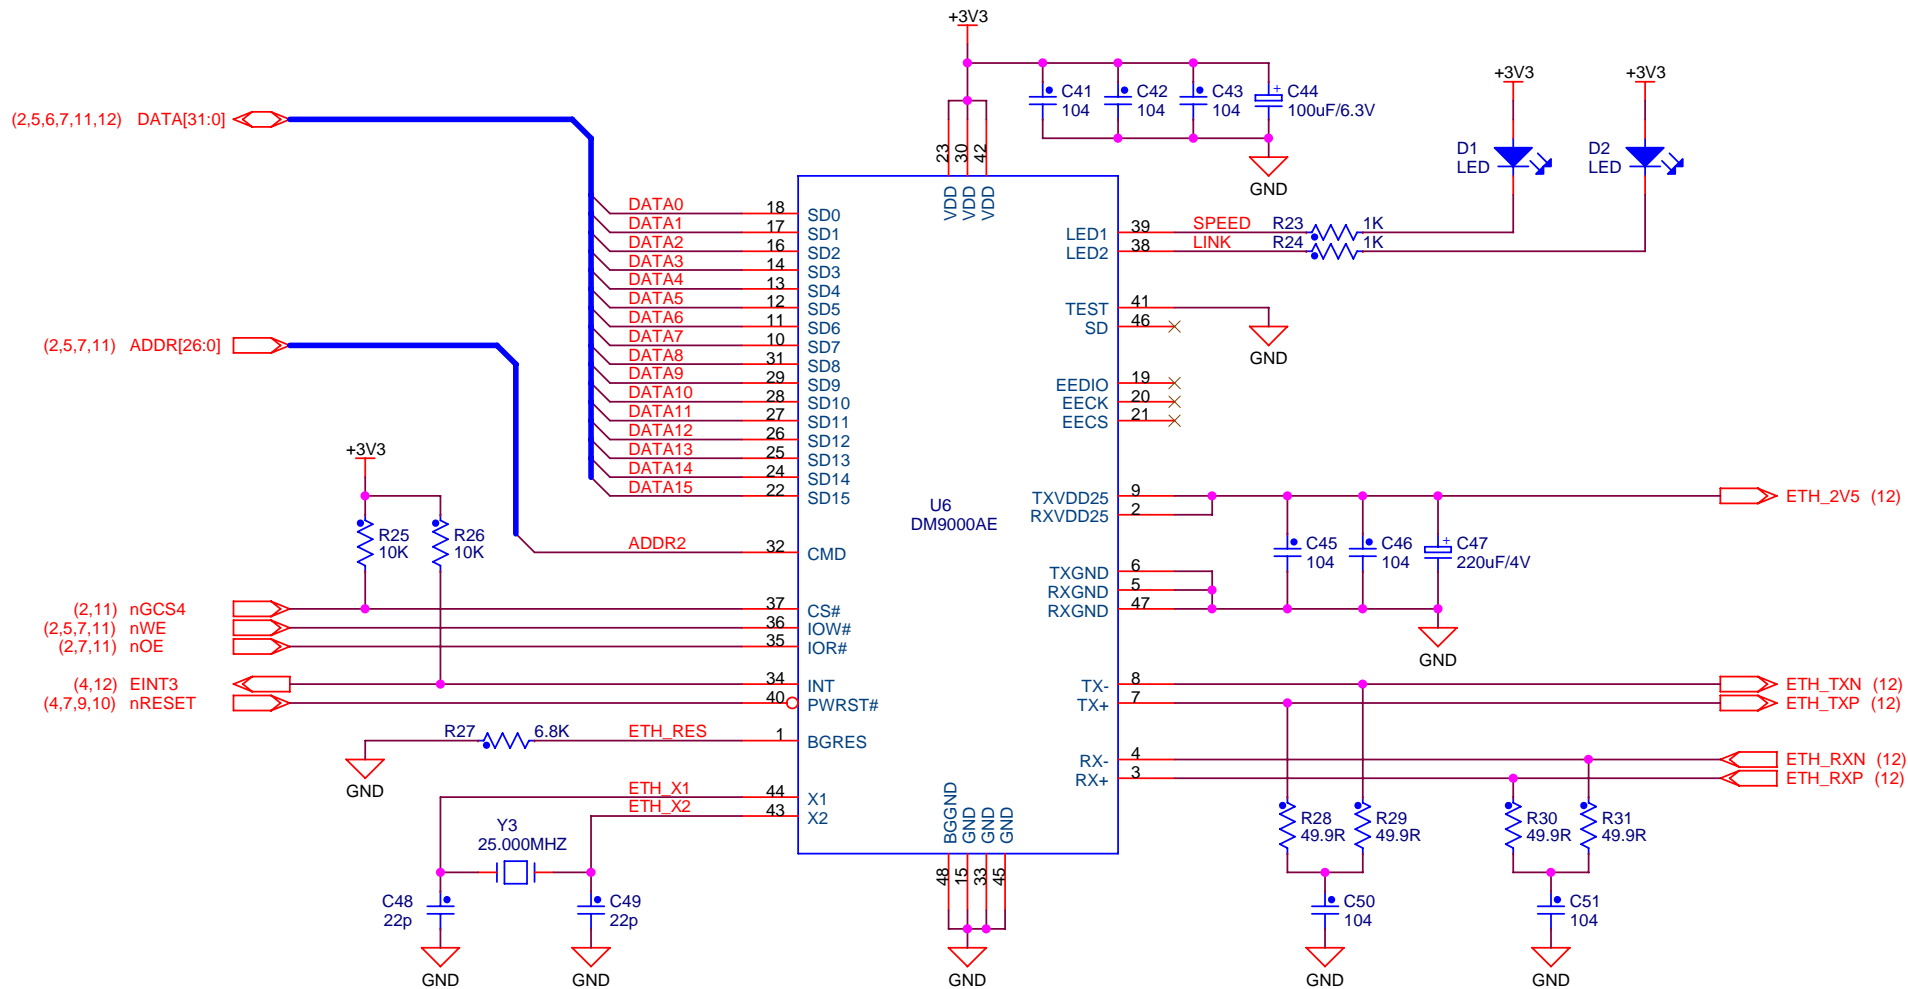 +3V3
(2,5,6,7,11,12) DATA[31:0]
C41
104
C42
104
C43
104
C44
100uF/6.3V
+
GND
+3V3
+3V3
D1
LED
D2
LED
23
30
42
VDD
VDD
VDD
DATA0 18 SD0
DATA1 17 SD1
DATA2 16 SD2
DATA3 14 SD3
DATA4 13 SD4
DATA5 12 SD5
DATA6 11 SD6
DATA7 10 SD7
DATA8 31 SD8
DATA9 29 SD9
DATA10 28 SD10
DATA11 27 SD11
DATA12 26 SD12
DATA13 25 SD13
DATA14 24 SD14
DATA15 22 SD15
(2,5,7,11) ADDR[26:0]
ADDR2 32 CMD
LED1 39 SPEED R23 1K
LED2 38 LINK R24 1K
TEST 41
SD 46
GND
EEDIO 19
EECK 20
EECS 21
U6
DM9000AE
+3V3
R25
10K
R26
10K
TXVDD25 9 ETH_2V5 (12)
RXVDD25 2
C45
104
C46
104
+
C47
220uF/4V
TXGND 6
RXGND 5
RXGND 47
GND
(2,11) nGCS4 37 CS#
(2,5,7,11) nWE 36 IOW#
(2,7,11) nOE 35 IOR#
(4,12) EINT3 34 INT
(4,7,9,10) nRESET 40 PWRST#
R27 6.8K ETH_RES 1 BGRES
GND
ETH_X1 44 X1
ETH_X2 43 X2
Y3
25.000MHZ
C48
22p
C49
22p
GND
GND
TX- 8 ETH_TXN (12)
TX+ 7 ETH_TXP (12)
RX- 4 ETH_RXN (12)
RX+ 3 ETH_RXP (12)
R28
49.9R
R29
49.9R
R30
49.9R
R31
49.9R
C50
104
C51
104
GND
GND
BGGND
GND
GND
GND
48
15
33
45
GND